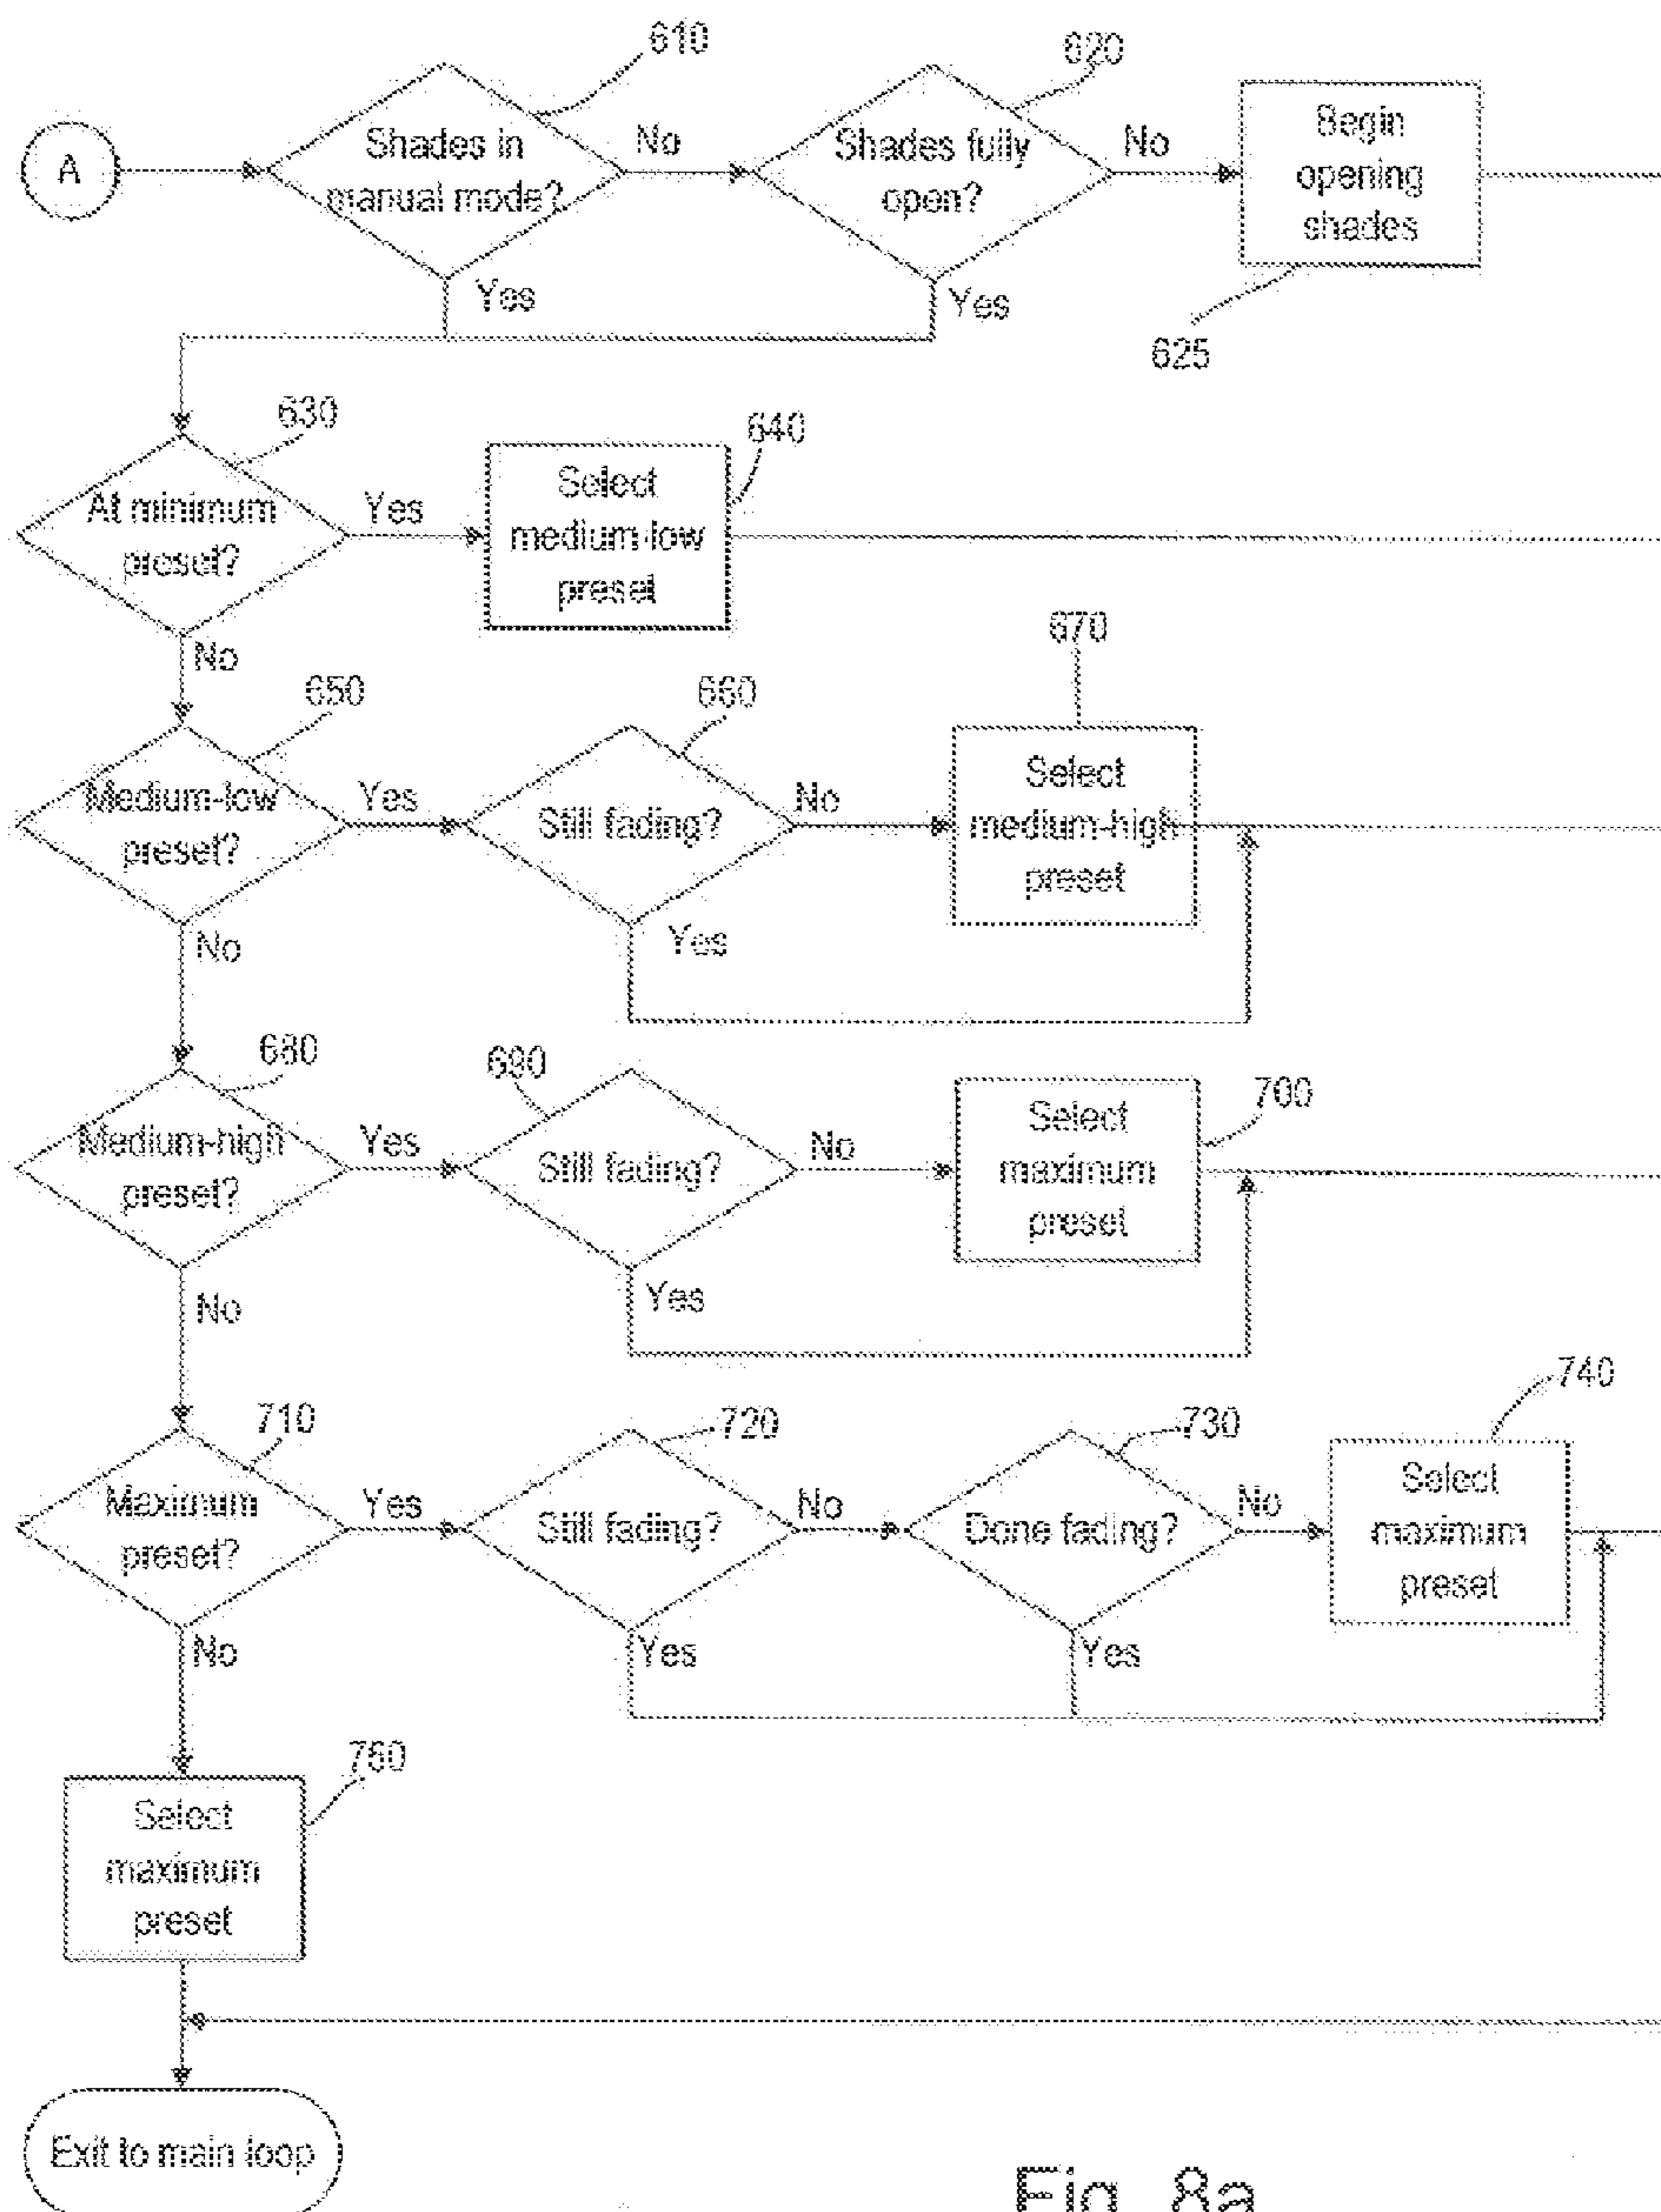 610
620
A
Shades in
manual mode?
No
Shades fully
open?
No
Begin
opening
shades
Yes
Yes
625
630
640
At minimum
preset?
Yes
Select
medium-low
preset
No
670
650
660
Medium-low
preset?
Yes
Still fading?
No
Select
medium-high
preset
No
Yes
680
690
700
Medium-high
preset?
Yes
Still fading?
No
Select
maximum
preset
No
Yes
740
710
720
730
Maximum
preset?
Yes
Still fading?
No
Done fading?
No
Select
maximum
preset
No
Yes
Yes
760
Select
maximum
preset
Exit to main loop
Fig. 8a